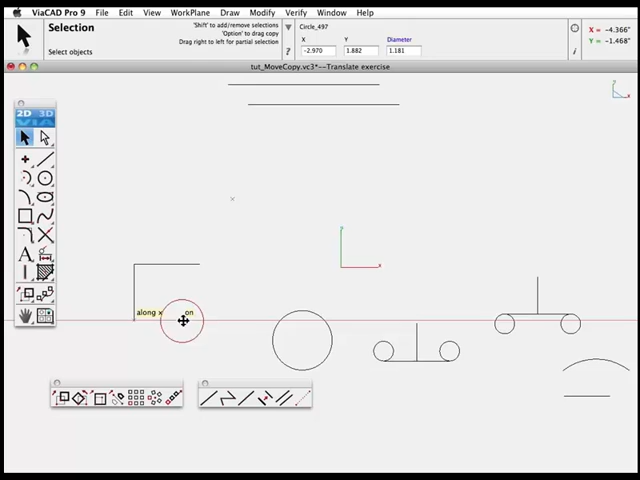 ViaCAD Pro 9 File Edit View WorkPlane Draw Modify Verify Window Help
Selection
Select objects
'Shift' to add/remove selections
'Option' to drag copy
Drag right to left for partial selection
Circle_497
X Y Diameter
-2.970 1.882 1.181
X = -4.366"
Y = -1.468"
tut_MoveCopy.vc3*--Translate exercise
2D 3D
VIA
along x on